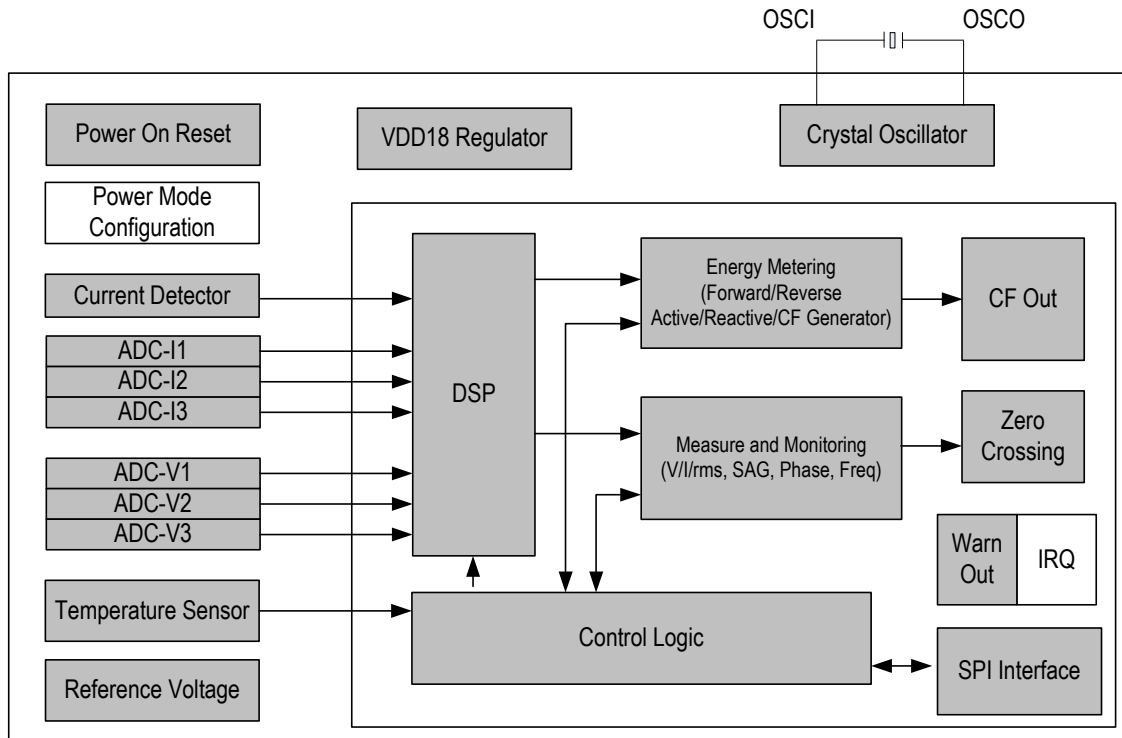 OSCI
OSCO
Power On Reset
VDD18 Regulator
Crystal Oscillator
Power Mode
Configuration
Current Detector
ADC-I1
ADC-I2
ADC-I3
ADC-V1
ADC-V2
ADC-V3
Temperature Sensor
Reference Voltage
DSP
Energy Metering
(Forward/Reverse
Active/Reactive/CF Generator)
CF Out
Measure and Monitoring
(V/I/rms, SAG, Phase, Freq)
Zero
Crossing
Warn
Out
IRQ
Control Logic
SPI Interface